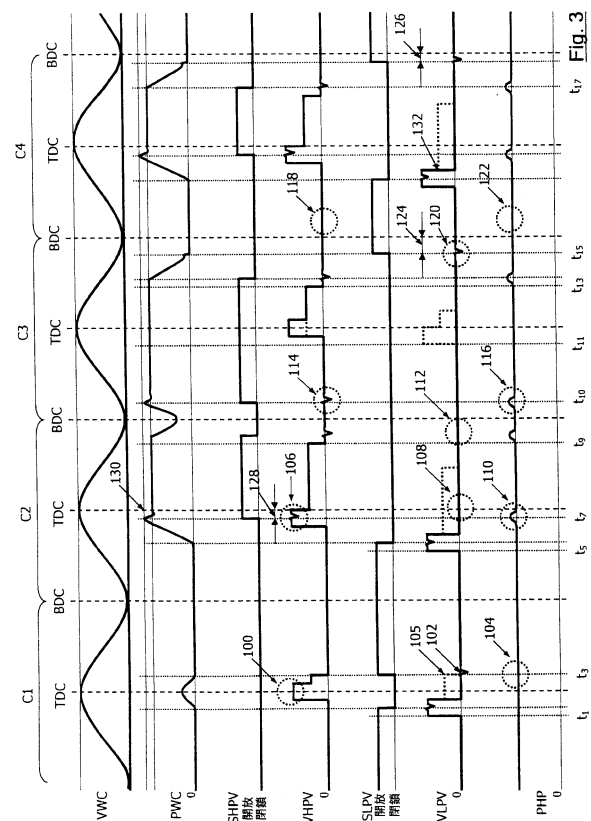 C1
C2
C3
C4
TDC
BDC
TDC
BDC
TDC
BDC
TDC
BDC
VWC
130
PWC
0
SHPV
開放
閉鎖
128
106
100
114
118
VHPV
0
SLPV
開放
閉鎖
126
105
102
108
112
124
120
132
VLPV
0
104
110
116
122
PHP
0
t1
t3
t5
t7
t9
t10
t11
t13
t15
t17
Fig. 3